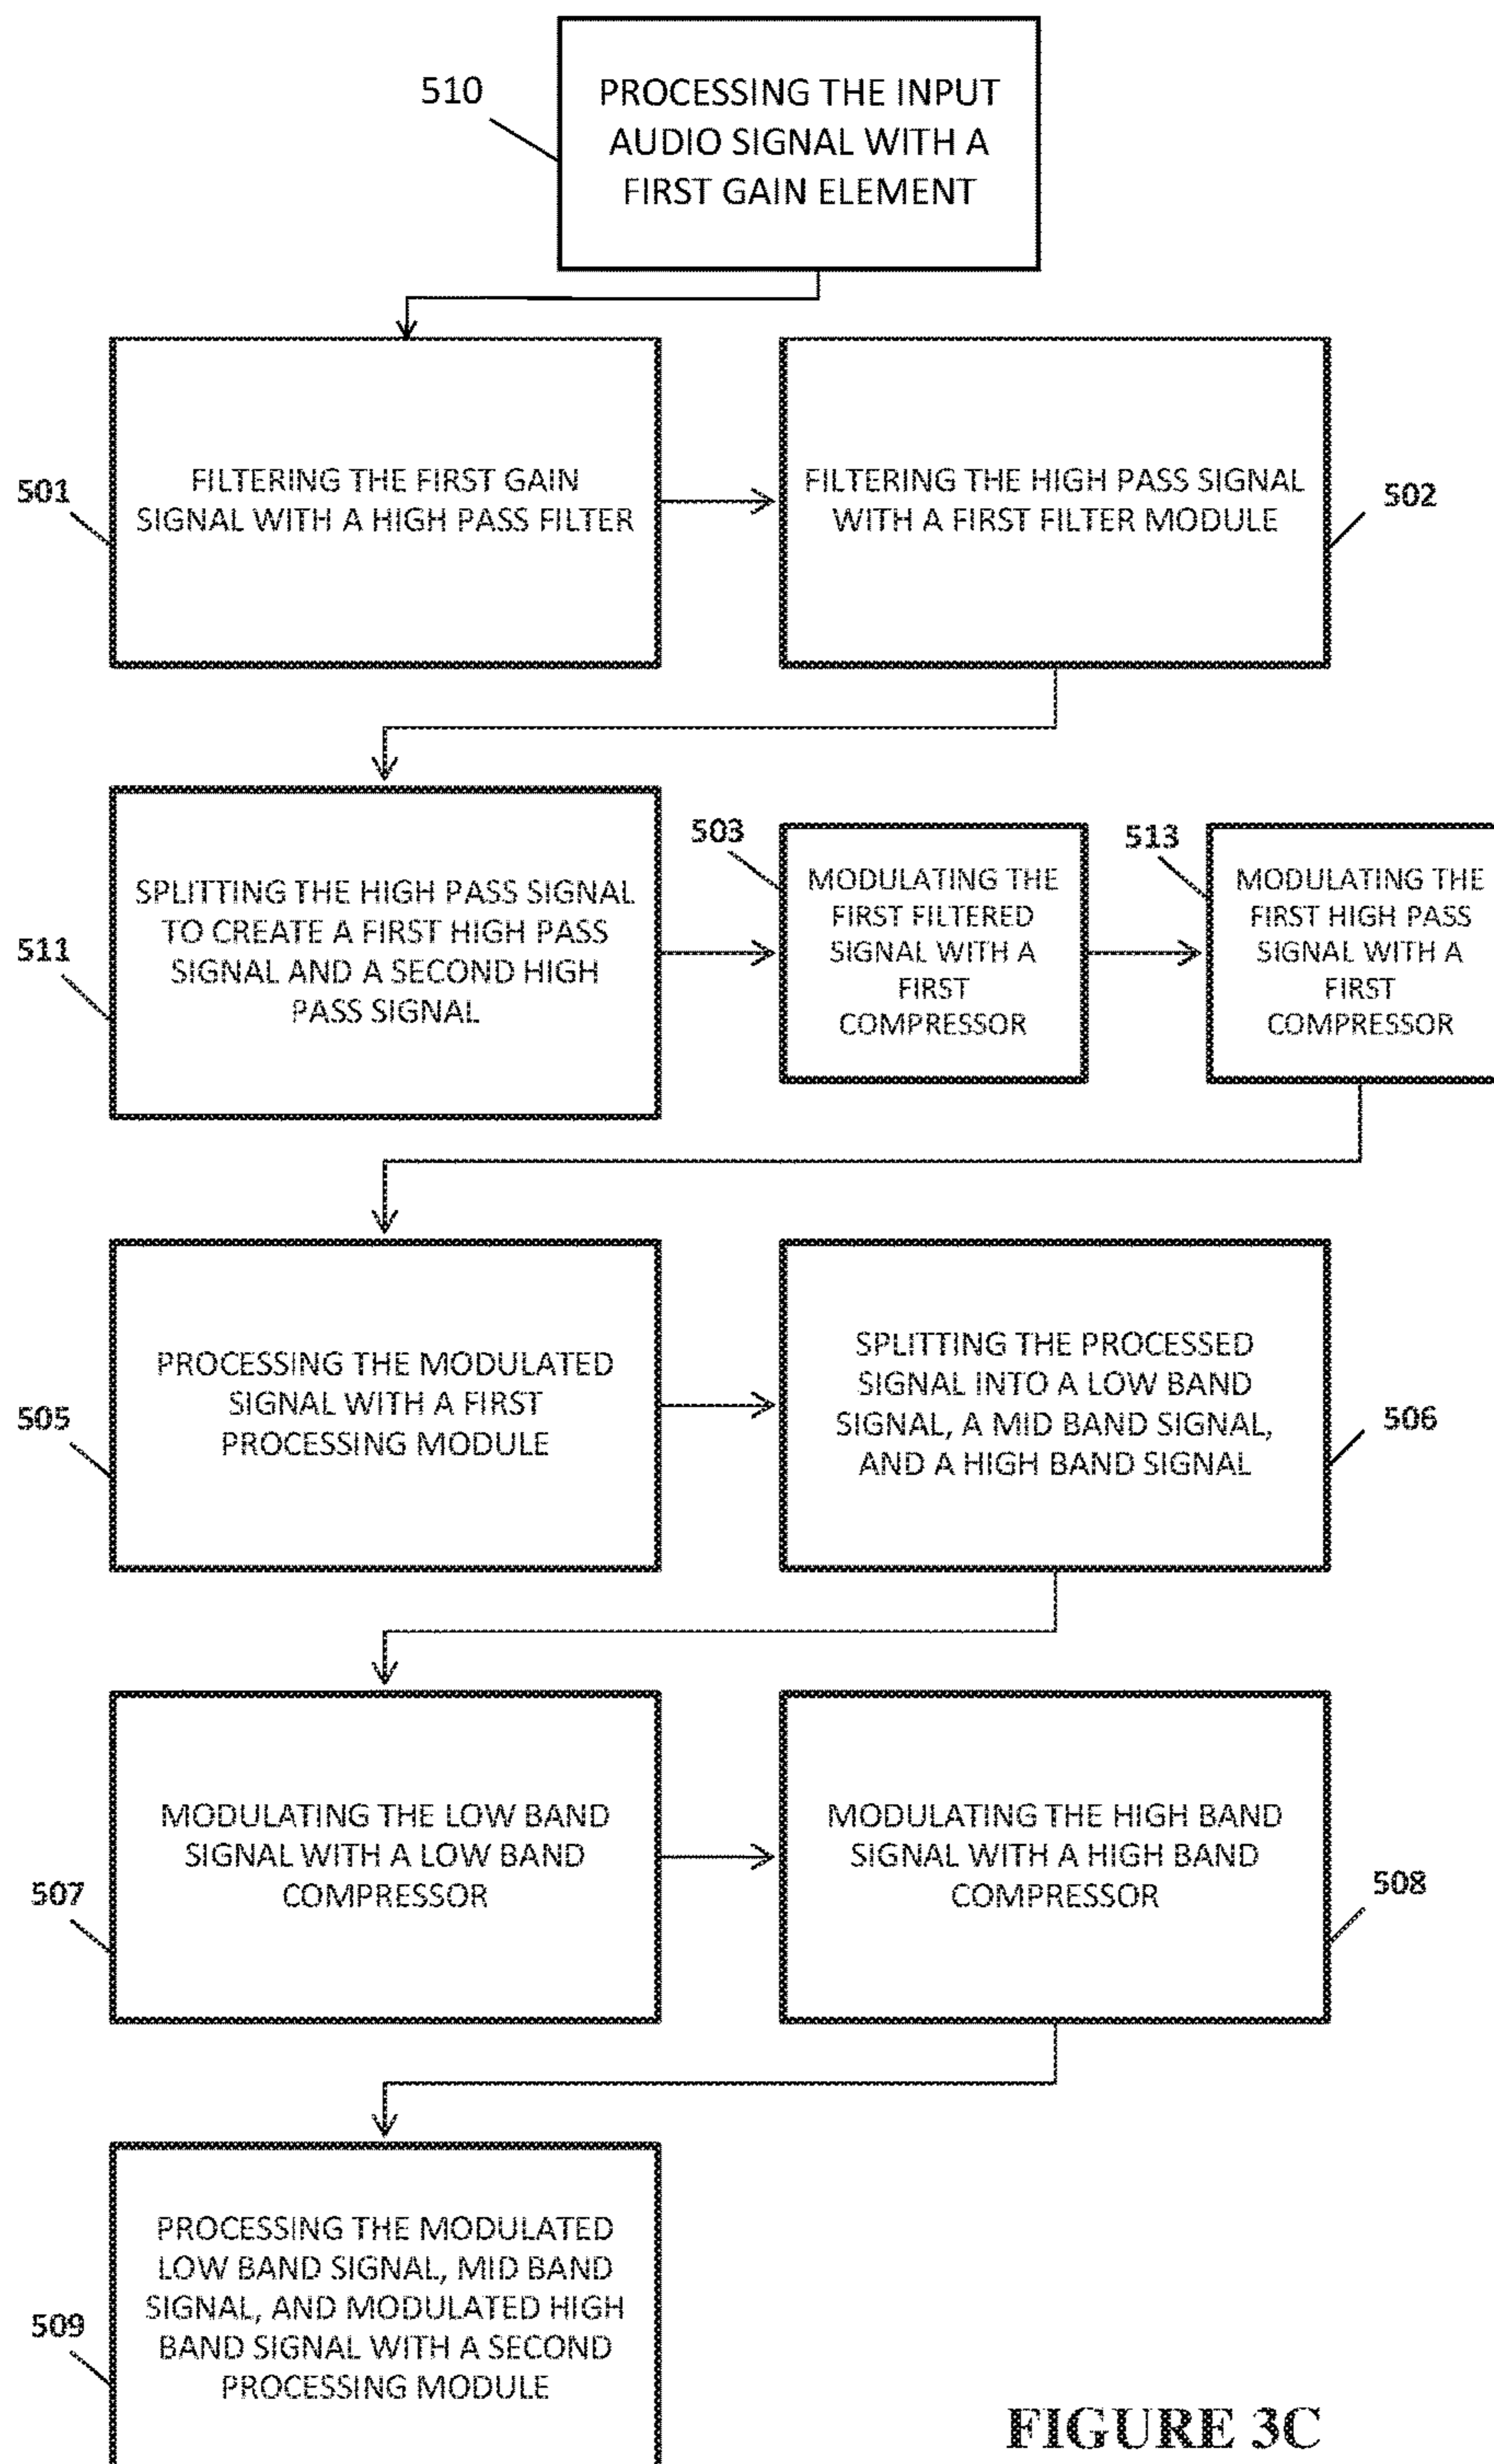 510
PROCESSING THE INPUT
AUDIO SIGNAL WITH A
FIRST GAIN ELEMENT
501
FILTERING THE FIRST GAIN
SIGNAL WITH A HIGH PASS FILTER
FILTERING THE HIGH PASS SIGNAL
WITH A FIRST FILTER MODULE
502
511
SPLITTING THE HIGH PASS SIGNAL
TO CREATE A FIRST HIGH PASS
SIGNAL AND A SECOND HIGH
PASS SIGNAL
503
MODULATING THE
FIRST FILTERED
SIGNAL WITH A
FIRST
COMPRESSOR
513
MODULATING THE
FIRST HIGH PASS
SIGNAL WITH A
FIRST
COMPRESSOR
505
PROCESSING THE MODULATED
SIGNAL WITH A FIRST
PROCESSING MODULE
SPLITTING THE PROCESSED
SIGNAL INTO A LOW BAND
SIGNAL, A MID BAND SIGNAL,
AND A HIGH BAND SIGNAL
506
507
MODULATING THE LOW BAND
SIGNAL WITH A LOW BAND
COMPRESSOR
MODULATING THE HIGH BAND
SIGNAL WITH A HIGH BAND
COMPRESSOR
508
509
PROCESSING THE MODULATED
LOW BAND SIGNAL, MID BAND
SIGNAL, AND MODULATED HIGH
BAND SIGNAL WITH A SECOND
PROCESSING MODULE
FIGURE 3C